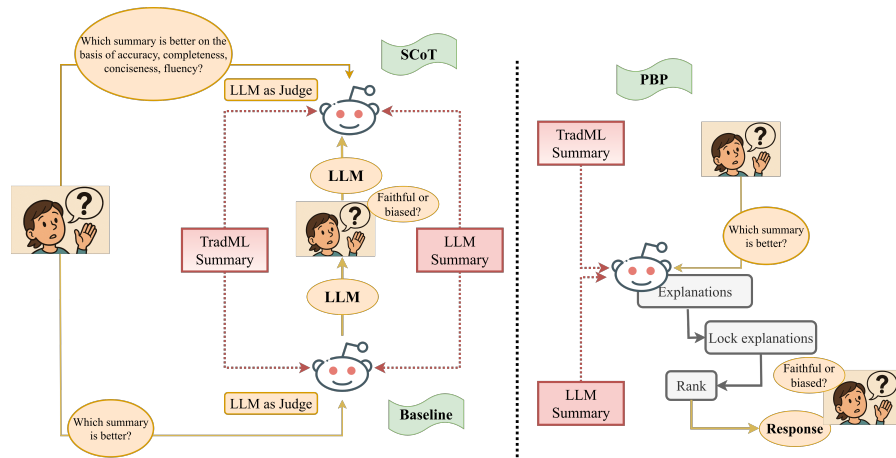 Which summary is better on the
basis of accuracy, completeness,
conciseness, fluency?
SCoT
LLM as Judge
?
LLM
?
Faithful or
biased?
TradML
Summary
LLM
Summary
LLM
LLM as Judge
Baseline
Which summary
is better?
PBP
TradML
Summary
?
Which summary
is better?
Explanations
Lock explanations
Rank
Faithful or
biased?
?
LLM
Summary
Response